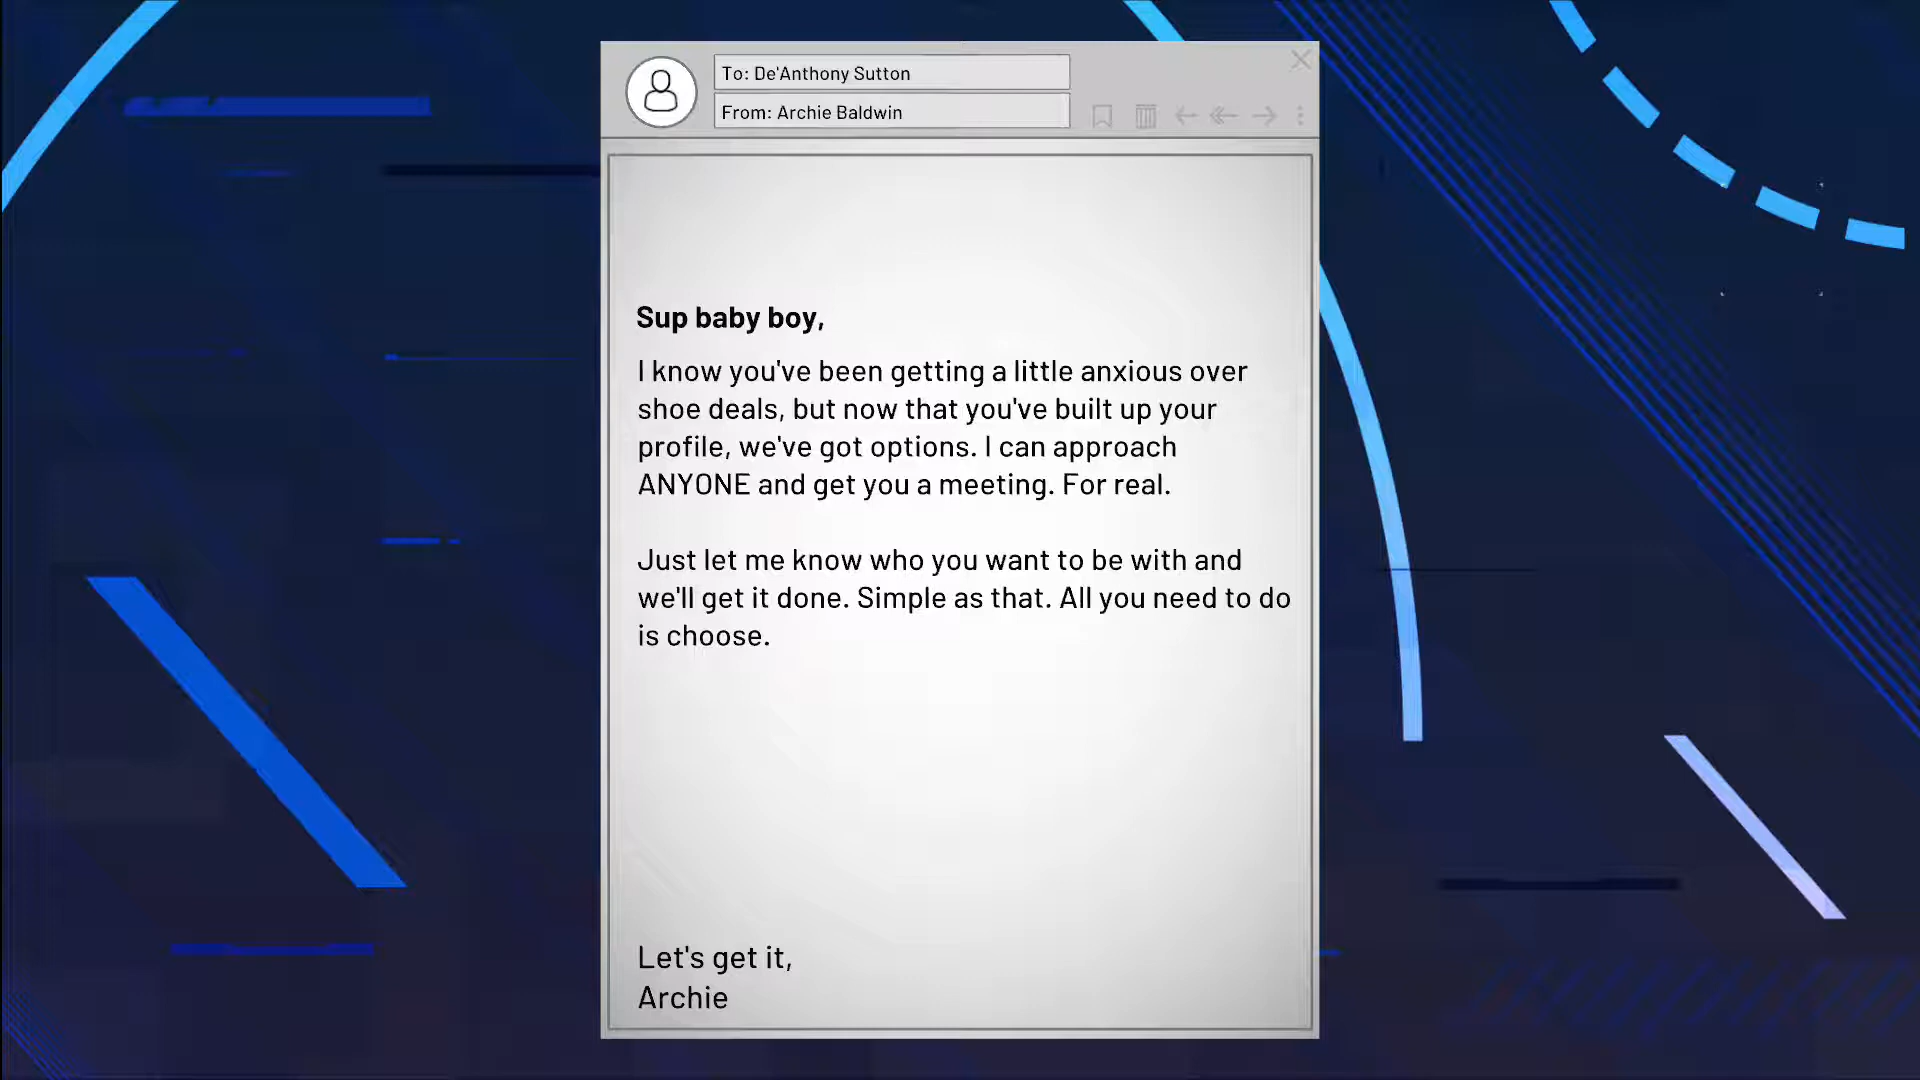 To: De'Anthony Sutton
From: Archie Baldwin
Sup baby boy,
I know you've been getting a little anxious over
shoe deals, but now that you've built up your
profile, we've got options. I can approach
ANYONE and get you a meeting. For real.
Just let me know who you want to be with and
we'll get it done. Simple as that. All you need to do
is choose.
Let's get it,
Archie